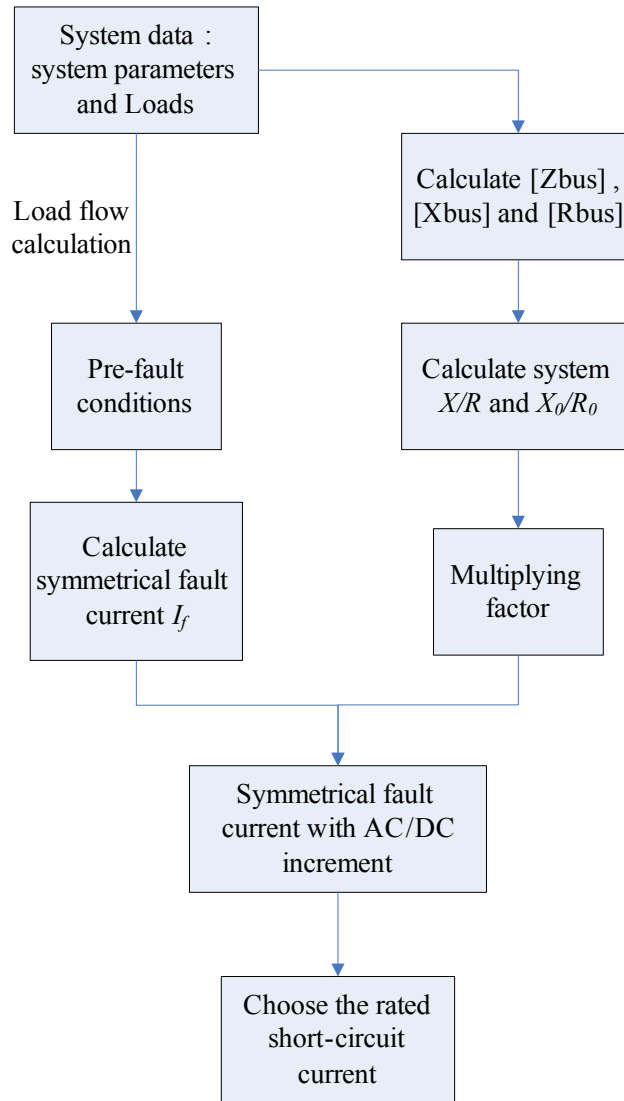 System data :
system parameters
and Loads
Load flow
calculation
Calculate [Zbus] ,
[Xbus] and [Rbus]
Pre-fault
conditions
Calculate system
X/R and X₀/R₀
Calculate
symmetrical fault
current I_f
Multiplying
factor
Symmetrical fault
current with AC/DC
increment
Choose the rated
short-circuit
current